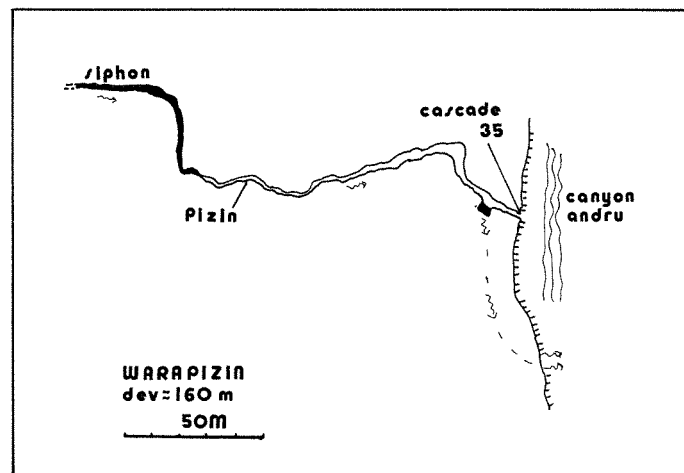 siphon
cascade
35
Pizin
canyon
andru
WARAPIZIN
dev≈160 m
50M